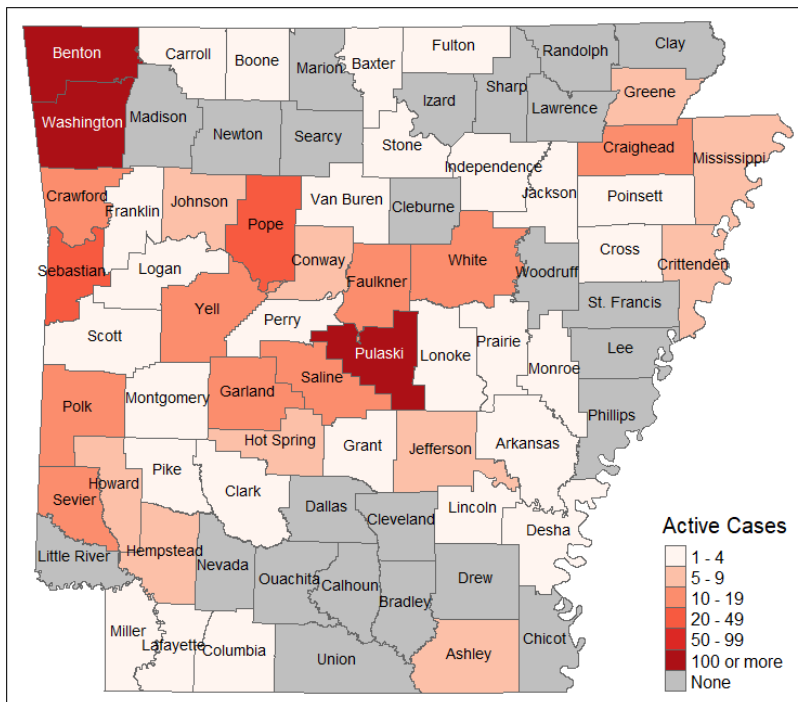 Benton
Carroll
Boone
Marion
Baxter
Fulton
Sharp
Randolph
Clay
Washington
Madison
Newton
Searcy
Izard
Lawrence
Greene
Stone
Independence
Craighead
Mississippi
Crawford
Franklin
Johnson
Pope
Van Buren
Cleburne
Jackson
Poinsett
Sebastian
Logan
Conway
Faulkner
White
Woodruff
Cross
Crittenden
St. Francis
Scott
Yell
Perry
Pulaski
Lonoke
Prairie
Monroe
Lee
Polk
Montgomery
Garland
Saline
Phillips
Hot Spring
Grant
Jefferson
Arkansas
Sevier
Howard
Pike
Clark
Dallas
Cleveland
Lincoln
Desha
Little River
Hempstead
Nevada
Ouachita
Calhoun
Bradley
Drew
Miller
Lafayette
Columbia
Union
Ashley
Chicot
Active Cases
1 - 4
5 - 9
10 - 19
20 - 49
50 - 99
100 or more
None